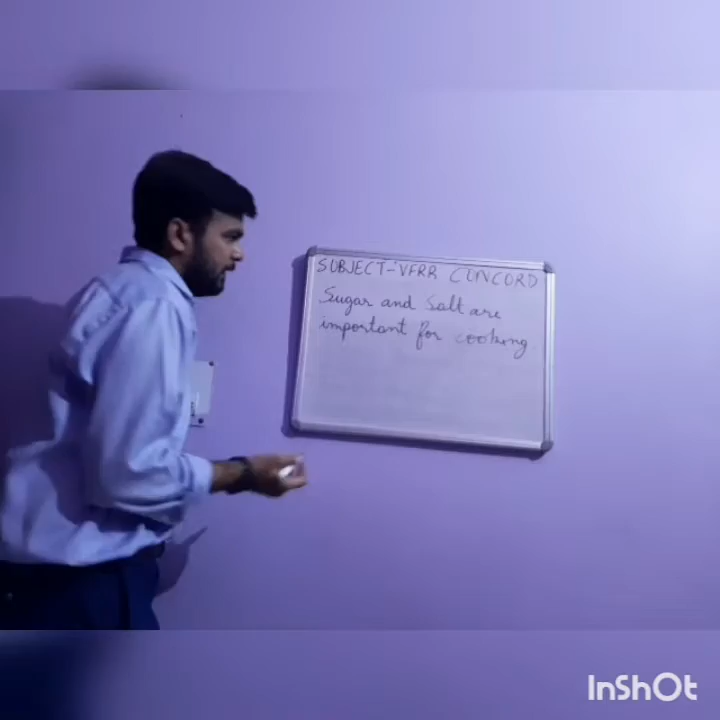 SUBJECT-VERB CONCORD
Sugar and Salt are
important for cooking
InShOt